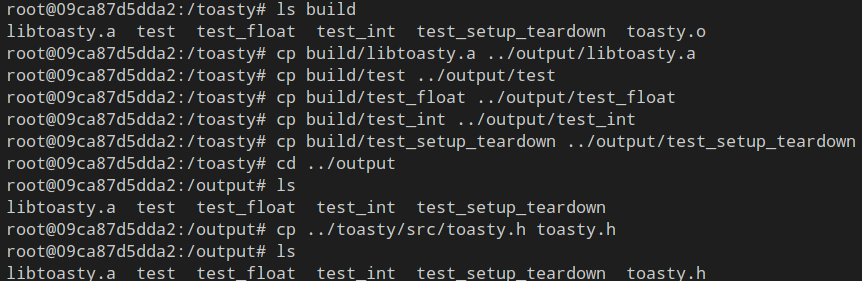 root@09ca87d5dda2:/toasty# ls build
libtoasty.a  test  test_float  test_int  test_setup_teardown  toasty.o
root@09ca87d5dda2:/toasty# cp build/libtoasty.a ../output/libtoasty.a
root@09ca87d5dda2:/toasty# cp build/test ../output/test
root@09ca87d5dda2:/toasty# cp build/test_float ../output/test_float
root@09ca87d5dda2:/toasty# cp build/test_int ../output/test_int
root@09ca87d5dda2:/toasty# cp build/test_setup_teardown ../output/test_setup_teardown
root@09ca87d5dda2:/toasty# cd ../output
root@09ca87d5dda2:/output# ls
libtoasty.a  test  test_float  test_int  test_setup_teardown
root@09ca87d5dda2:/output# cp ../toasty/src/toasty.h toasty.h
root@09ca87d5dda2:/output# ls
libtoasty.a  test  test_float  test_int  test_setup_teardown  toasty.h